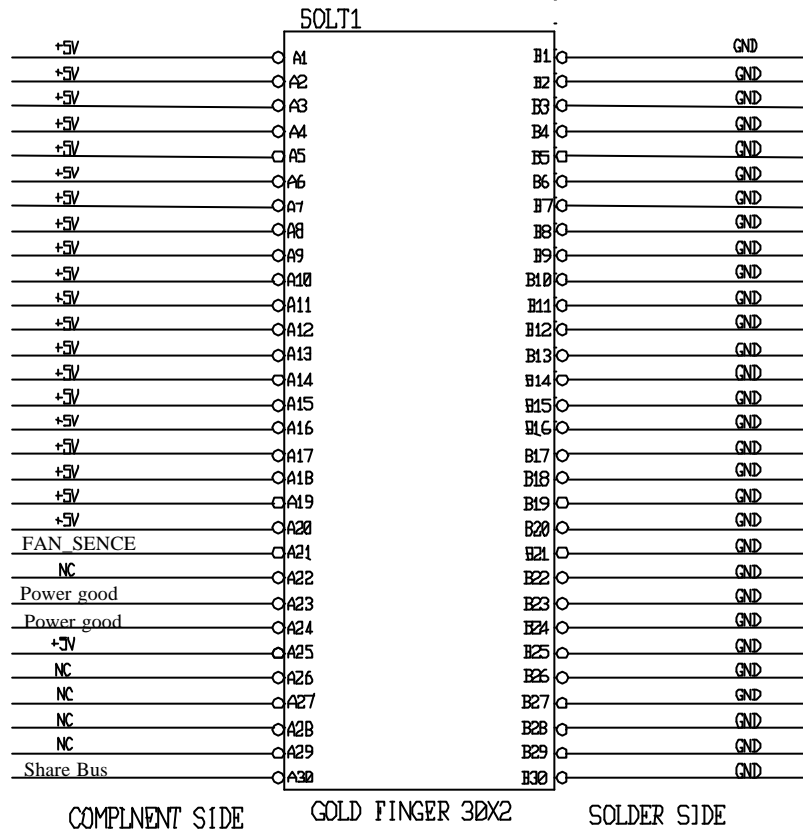 SOLT1
+5V A1 B1 GND
+5V A2 B2 GND
+5V A3 B3 GND
+5V A4 B4 GND
+5V A5 B5 GND
+5V A6 B6 GND
+5V A7 B7 GND
+5V A8 B8 GND
+5V A9 B9 GND
+5V A10 B10 GND
+5V A11 B11 GND
+5V A12 B12 GND
+5V A13 B13 GND
+5V A14 B14 GND
+5V A15 B15 GND
+5V A16 B16 GND
+5V A17 B17 GND
+5V A18 B18 GND
+5V A19 B19 GND
+5V A20 B20 GND
FAN_SENCE A21 B21 GND
NC A22 B22 GND
Power good A23 B23 GND
Power good A24 B24 GND
+5V A25 B25 GND
NC A26 B26 GND
NC A27 B27 GND
NC A28 B28 GND
NC A29 B29 GND
Share Bus A30 B30 GND
COMPLNENT SIDE GOLD FINGER 30X2 SOLDER SIDE